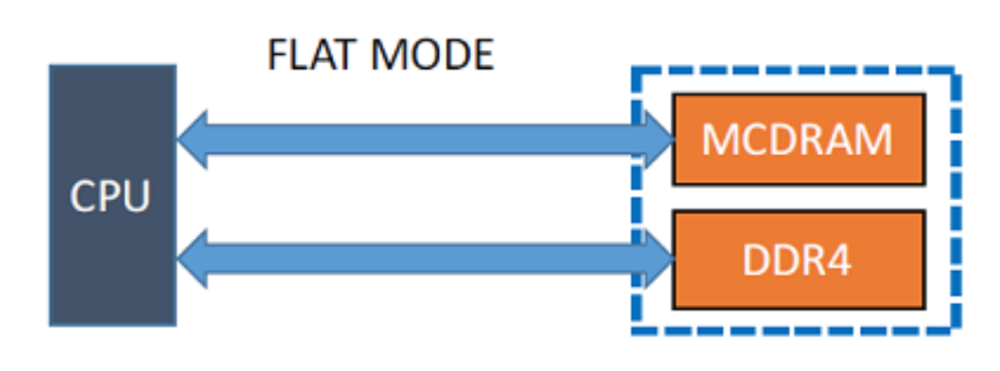 FLAT MODE
CPU
MCDRAM
DDR4